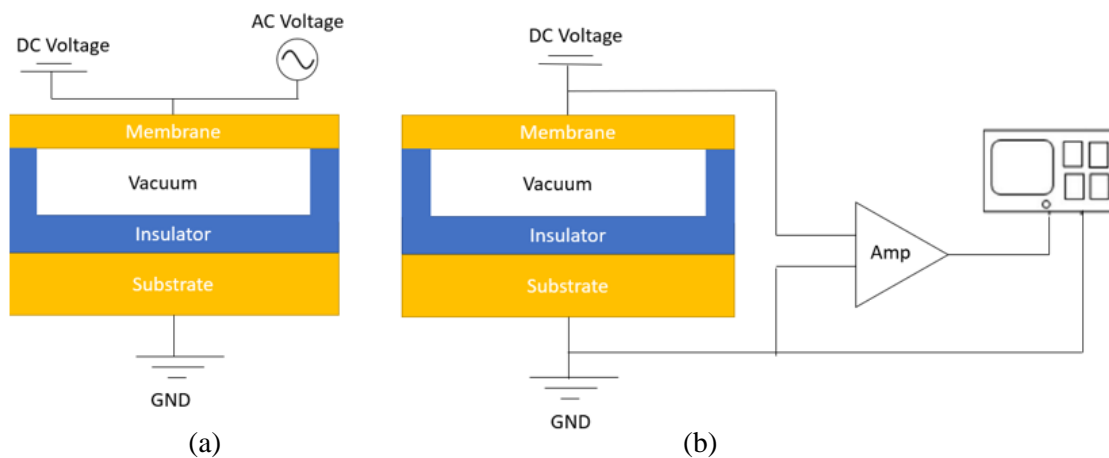 AC Voltage
DC Voltage
Membrane
Vacuum
Insulator
Substrate
GND
(a)
DC Voltage
Membrane
Vacuum
Insulator
Substrate
Amp
GND
(b)